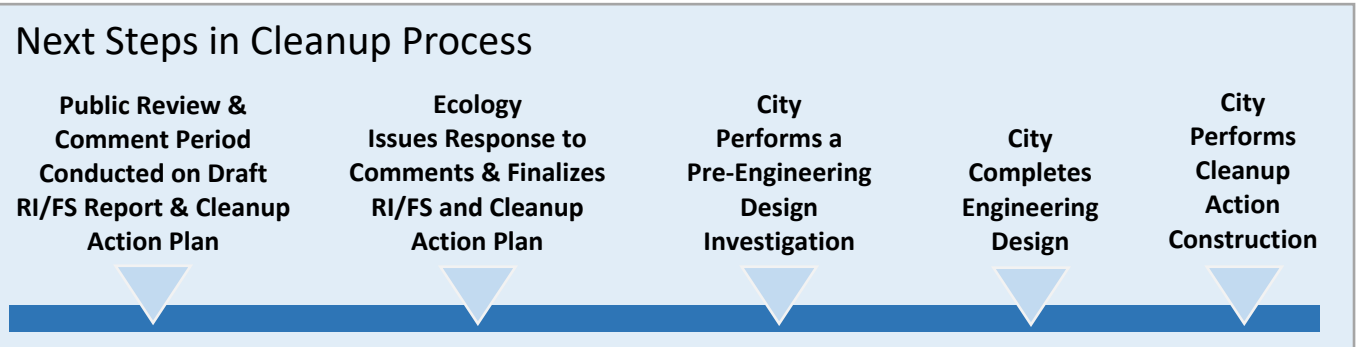 Next Steps in Cleanup Process
Public Review &
Comment Period
Conducted on Draft
RI/FS Report & Cleanup
Action Plan
Ecology
Issues Response to
Comments & Finalizes
RI/FS and Cleanup
Action Plan
City
Performs a
Pre-Engineering
Design
Investigation
City
Completes
Engineering
Design
City
Performs
Cleanup
Action
Construction